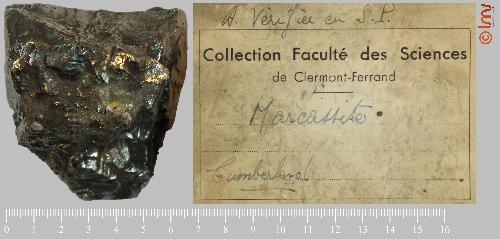 A Vérifier en S.P.
Collection Faculté des Sciences
de Clermont-Ferrand
Marcassite
Cumberland
© lmv
0 1 2 3 4 5 6 7 8 9 10 11 12 13 14 15 16